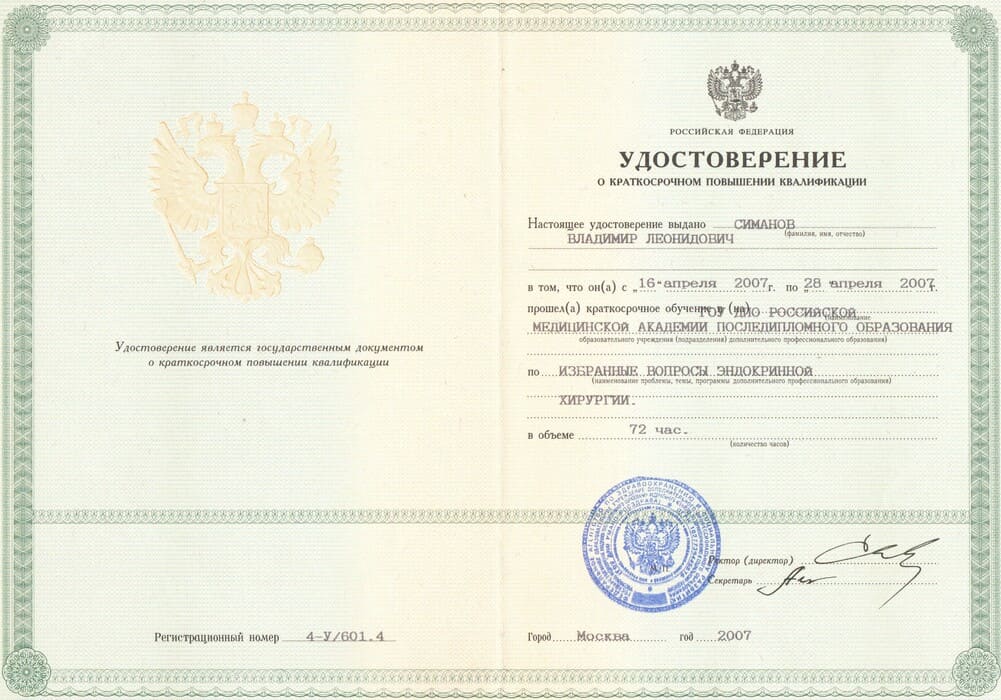 Удостоверение является государственным документом
о краткосрочном повышении квалификации
Регистрационный номер 4-У/601.4
РОССИЙСКАЯ ФЕДЕРАЦИЯ
УДОСТОВЕРЕНИЕ
О КРАТКОСРОЧНОМ ПОВЫШЕНИИ КВАЛИФИКАЦИИ
Настоящее удостоверение выдано СИМАНОВ
(фамилия, имя, отчество)
ВЛАДИМИР ЛЕОНИДОВИЧ
в том, что он(а) с „16" апреля 2007 г. по „28" апреля 2007 г.
прошел(а) краткосрочное обучение в (на) ГОУ ДПО РОССИЙСКОЙ
(наименование
МЕДИЦИНСКОЙ АКАДЕМИИ ПОСЛЕДИПЛОМНОГО ОБРАЗОВАНИЯ
образовательного учреждения (подразделения) дополнительного профессионального образования)
по ИЗБРАННЫЕ ВОПРОСЫ ЭНДОКРИННОЙ
(наименование проблемы, темы, программы дополнительного профессионального образования)
ХИРУРГИИ.
в объеме 72 час.
(количество часов)
Ректор (директор)
Секретарь
Город Москва год 2007